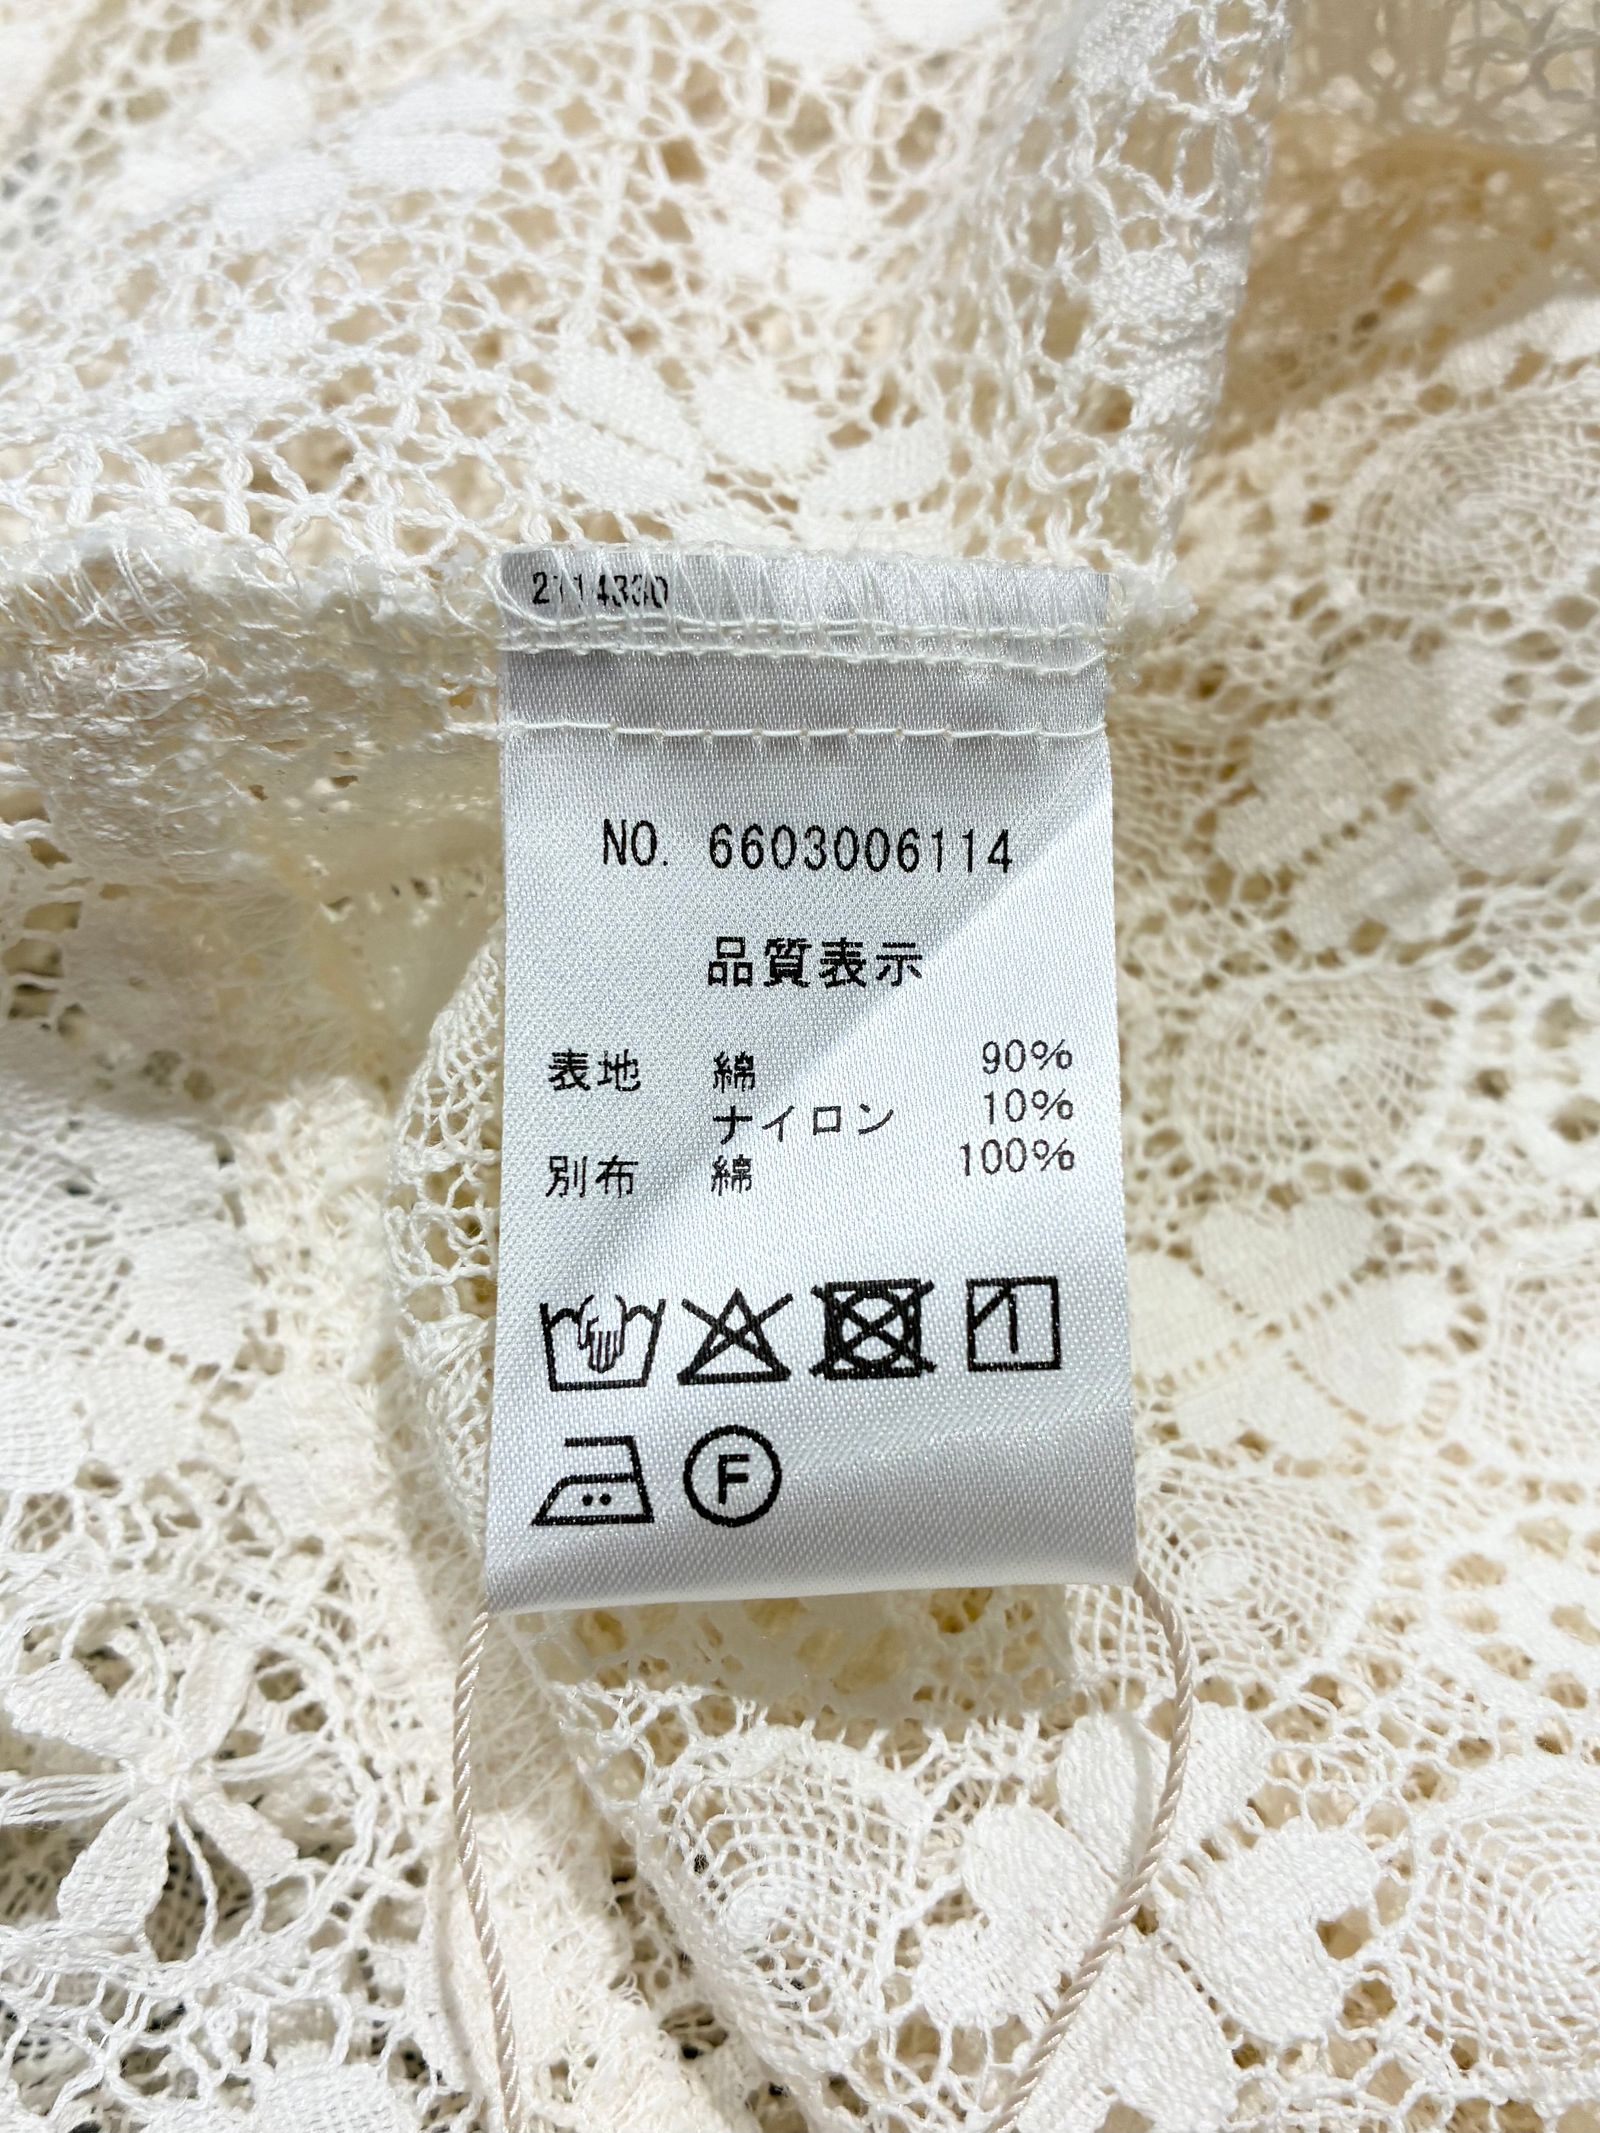 2114330
NO. 6603006114
品質表示
表地 綿 90%
ナイロン 10%
別布 綿 100%
F